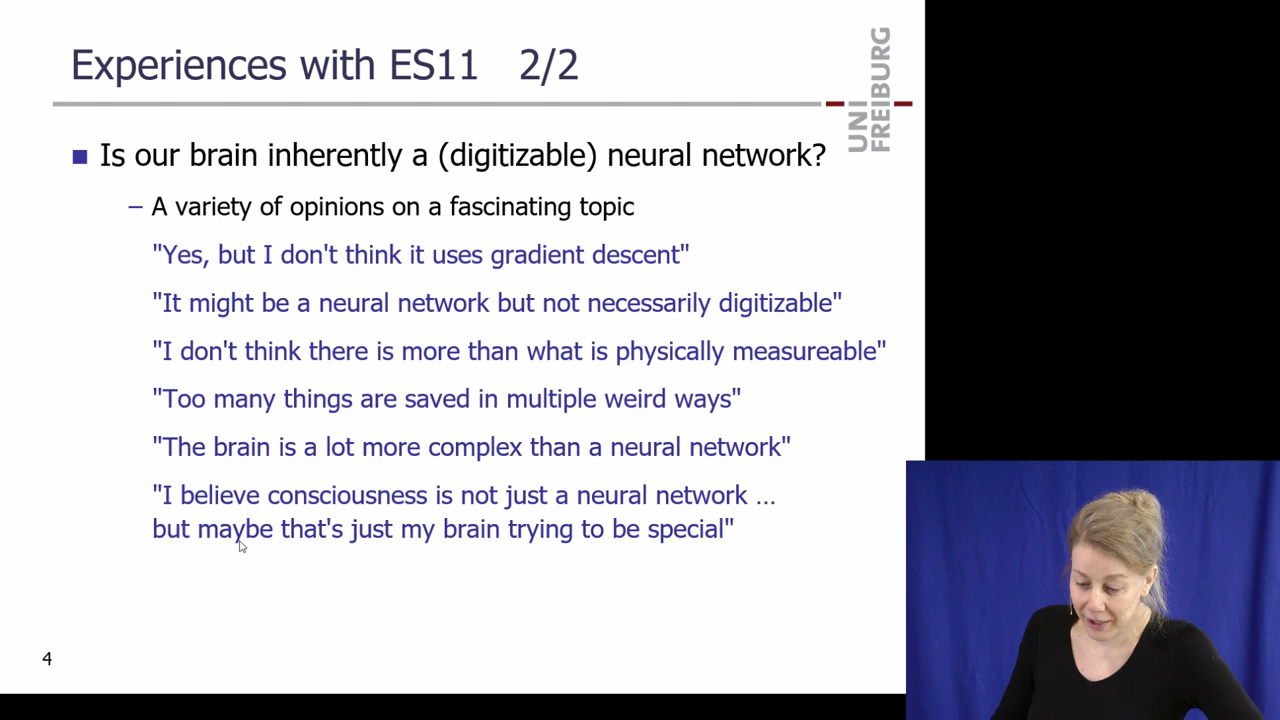 Experiences with ES11 2/2
UNI
FREIBURG
Is our brain inherently a (digitizable) neural network?
– A variety of opinions on a fascinating topic
"Yes, but I don't think it uses gradient descent"
"It might be a neural network but not necessarily digitizable"
"I don't think there is more than what is physically measureable"
"Too many things are saved in multiple weird ways"
"The brain is a lot more complex than a neural network"
"I believe consciousness is not just a neural network …
but maybe that's just my brain trying to be special"
4